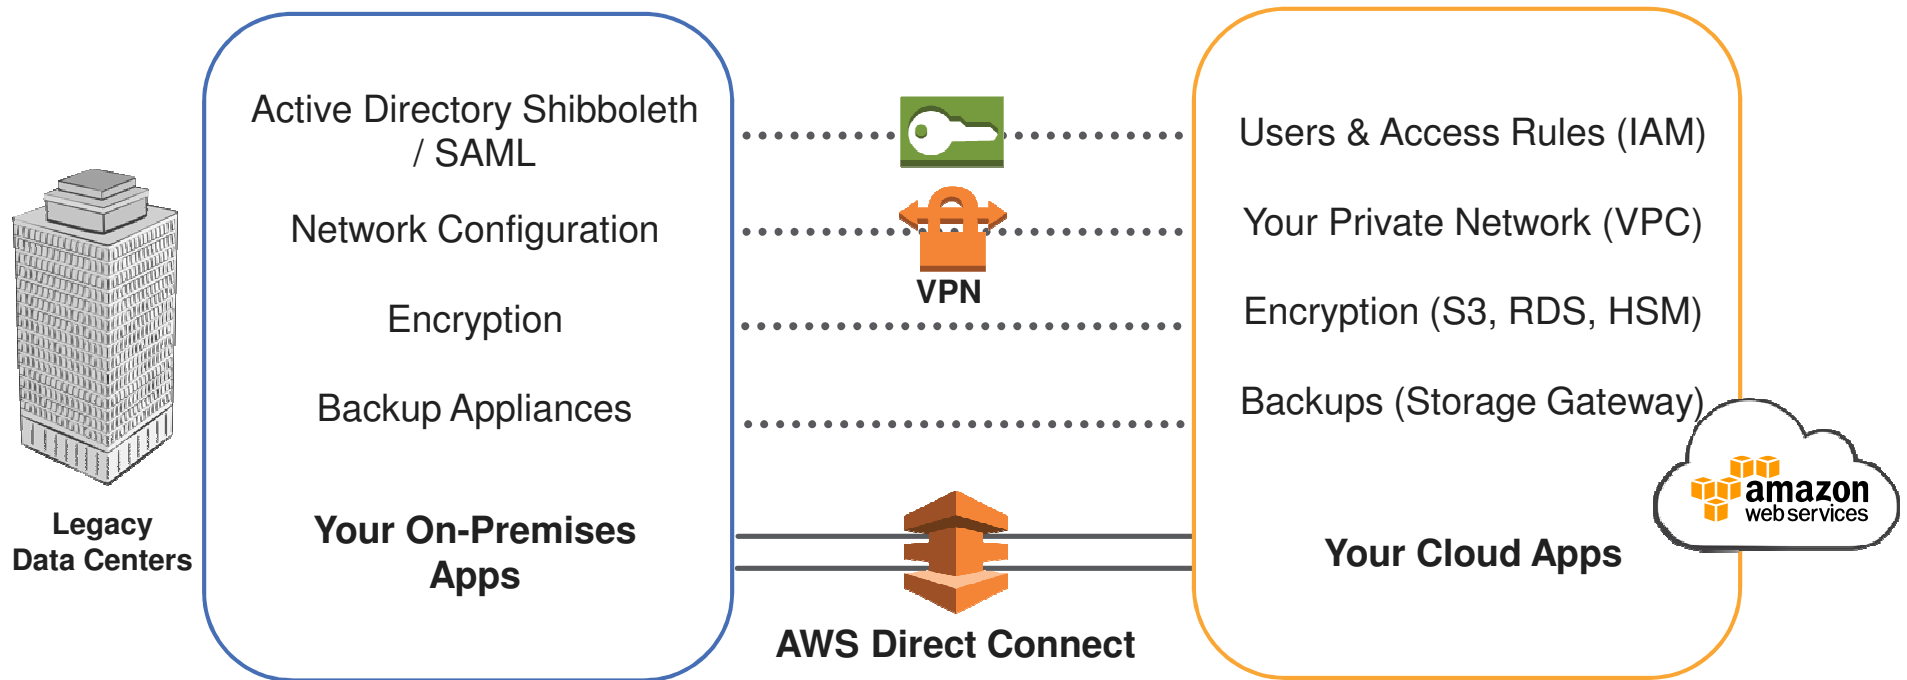 Legacy
Data Centers
Active Directory Shibboleth
/ SAML
Network Configuration
Encryption
Backup Appliances
Your On-Premises
Apps
VPN
AWS Direct Connect
Users & Access Rules (IAM)
Your Private Network (VPC)
Encryption (S3, RDS, HSM)
Backups (Storage Gateway)
Your Cloud Apps
amazon
web services